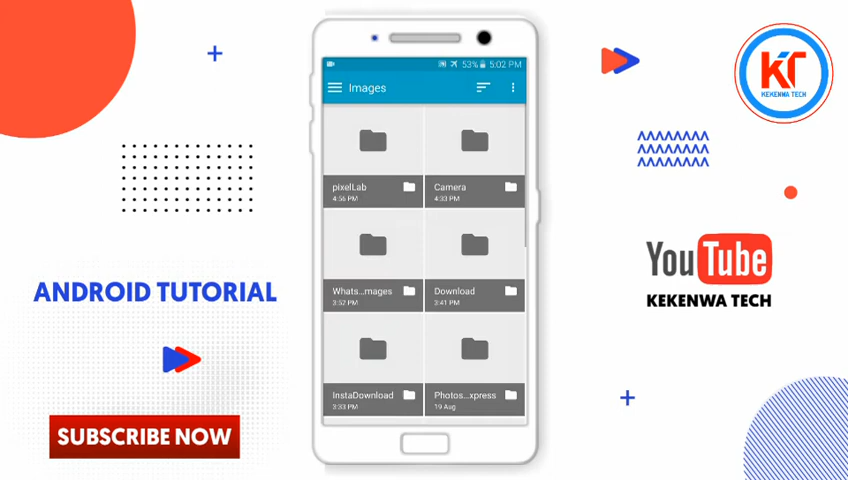 53% 5:02 PM
Images
pixelLab
4:56 PM
Camera
4:33 PM
Whats...mages
3:52 PM
Download
3:41 PM
InstaDownload
3:33 PM
Photos...xpress
19 Aug
ANDROID TUTORIAL
SUBSCRIBE NOW
KT
KEKENWA TECH
YouTube
KEKENWA TECH